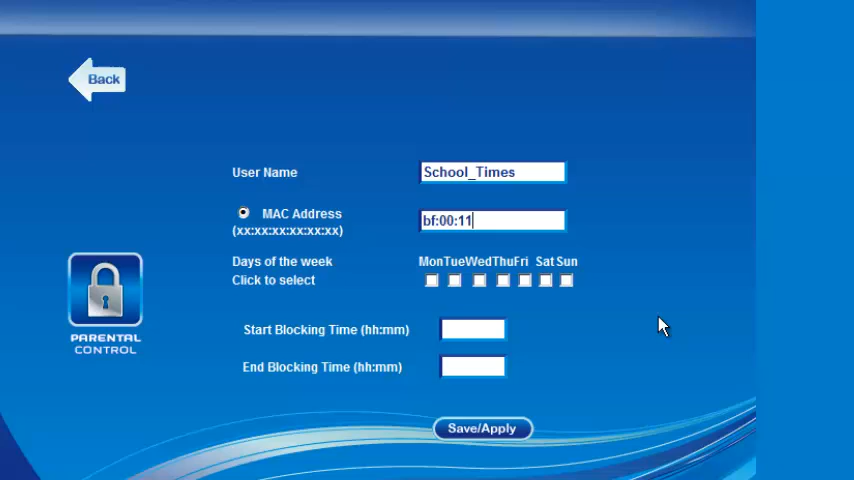 Back
User Name
School_Times
MAC Address
(xx:xx:xx:xx:xx:xx)
bf:00:11
Days of the week
Click to select
MonTueWedThuFri Sat Sun
Start Blocking Time (hh:mm)
PARENTAL
CONTROL
End Blocking Time (hh:mm)
Save/Apply